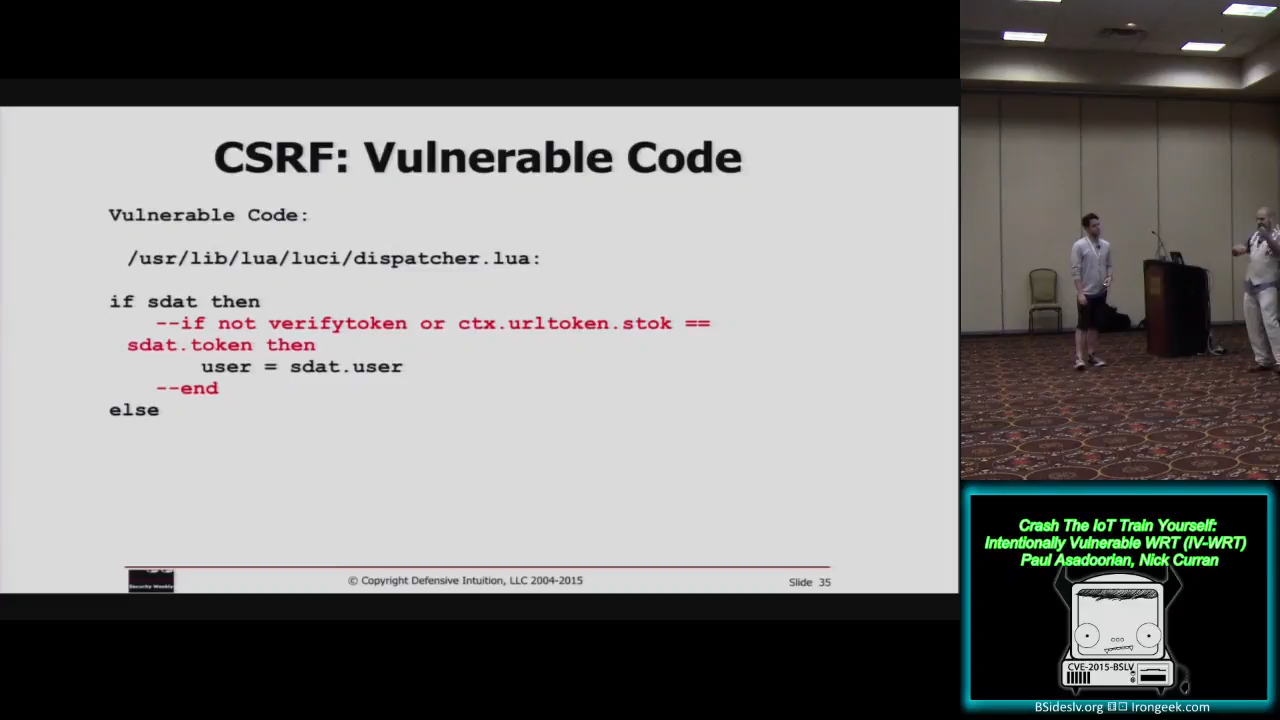 CSRF: Vulnerable Code
Vulnerable Code:
/usr/lib/lua/luci/dispatcher.lua:
if sdat then
--if not verifytoken or ctx.urltoken.stok ==
sdat.token then
user = sdat.user
--end
else
Security Weekly
© Copyright Defensive Intuition, LLC 2004-2015
Slide 35
Crash The IoT Train Yourself:
Intentionally Vulnerable WRT (IV-WRT)
Paul Asadoorian, Nick Curran
CVE-2015-BSLV
BSideslv.org
Irongeek.com